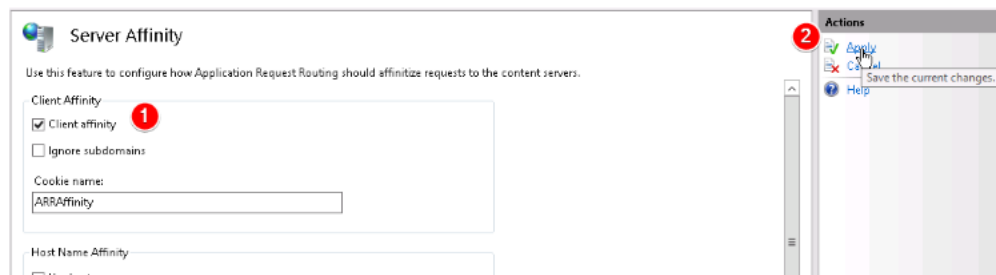 Server Affinity
Use this feature to configure how Application Request Routing should affinitize requests to the content servers.
Client Affinity
Client affinity
1
Ignore subdomains
Cookie name:
ARRAffinity
Host Name Affinity
Actions
2
Apply
Save the current changes.
Help